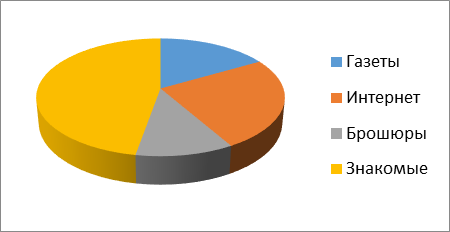 Газеты
Интернет
Брошюры
Знакомые